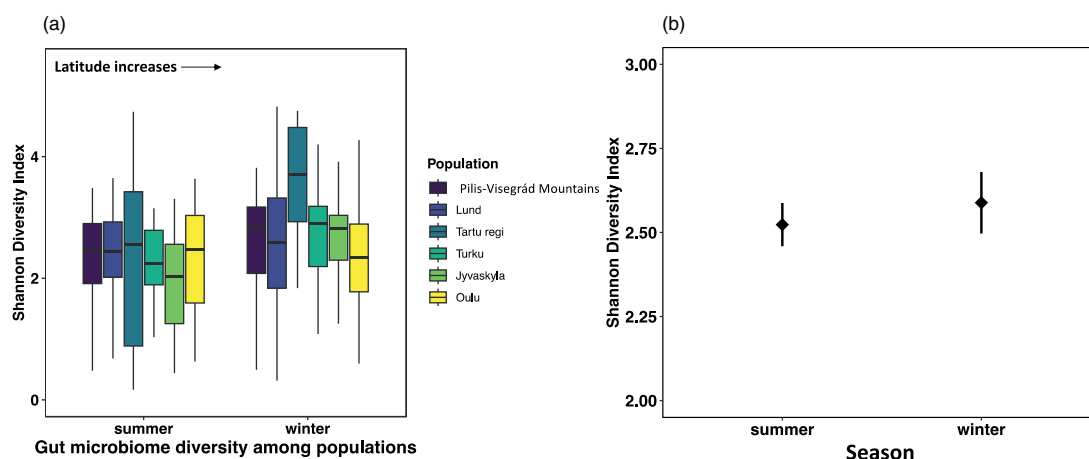 (a)
Latitude increases
Shannon Diversity Index
4
2
0
summer
winter
Gut microbiome diversity among populations
Population
Pilis-Visegrád Mountains
Lund
Tartu regi
Turku
Jyvaskyla
Oulu
(b)
Shannon Diversity Index
3.00
2.75
2.50
2.25
2.00
summer
winter
Season